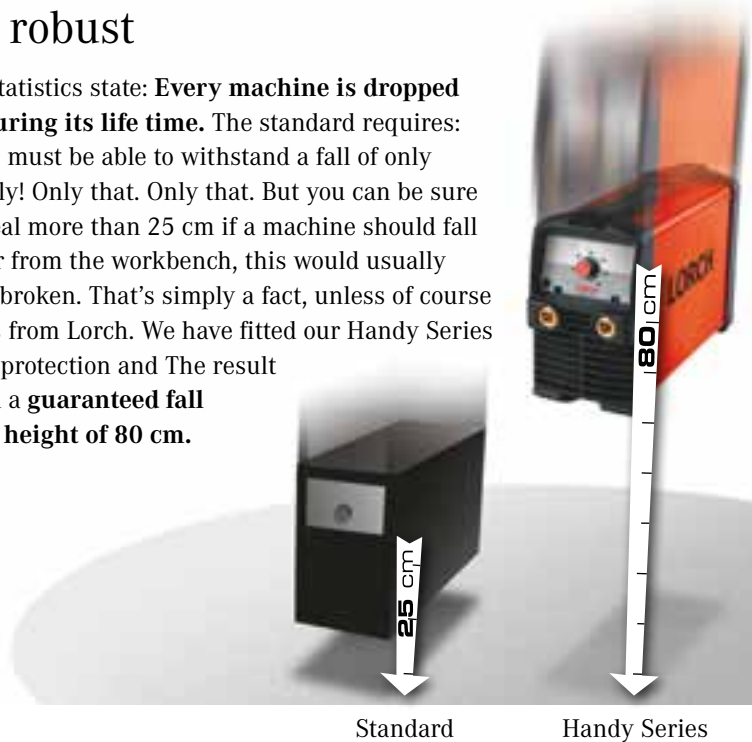 robust
tatistics state: Every machine is dropped
uring its life time. The standard requires:
must be able to withstand a fall of only
ly! Only that. Only that. But you can be sure
eal more than 25 cm if a machine should fall
r from the workbench, this would usually
broken. That's simply a fact, unless of course
from Lorch. We have fitted our Handy Series
protection and The result
a guaranteed fall
height of 80 cm.
LORCH
80 cm
25 cm
Standard
Handy Series